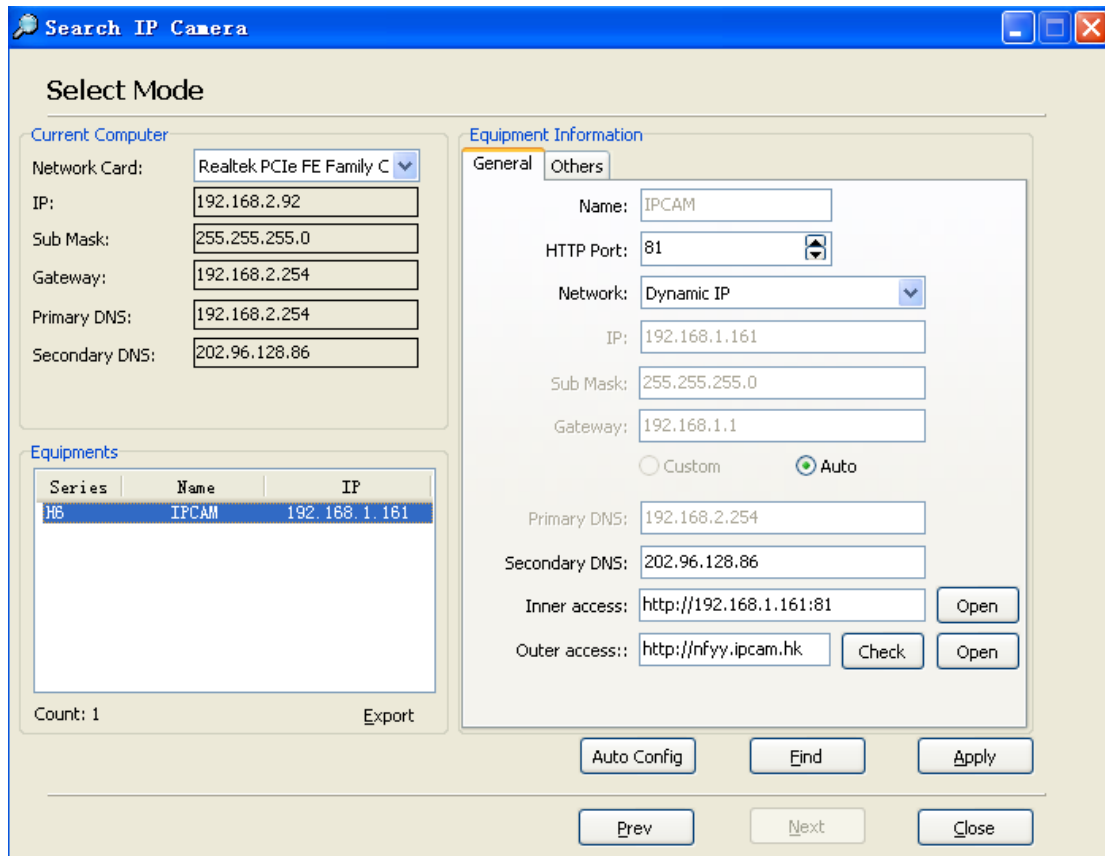 Search IP Camera
Select Mode
Current Computer
Network Card: Realtek PCIe FE Family C
IP: 192.168.2.92
Sub Mask: 255.255.255.0
Gateway: 192.168.2.254
Primary DNS: 192.168.2.254
Secondary DNS: 202.96.128.86
Equipments
Series Name IP
H6 IPCAM 192.168.1.161
Count: 1 Export
Equipment Information
General Others
Name: IPCAM
HTTP Port: 81
Network: Dynamic IP
IP: 192.168.1.161
Sub Mask: 255.255.255.0
Gateway: 192.168.1.1
Custom Auto
Primary DNS: 192.168.2.254
Secondary DNS: 202.96.128.86
Inner access: http://192.168.1.161:81 Open
Outer access:: http://nfyy.ipcam.hk Check Open
Auto Config Find Apply
Prev Next Close